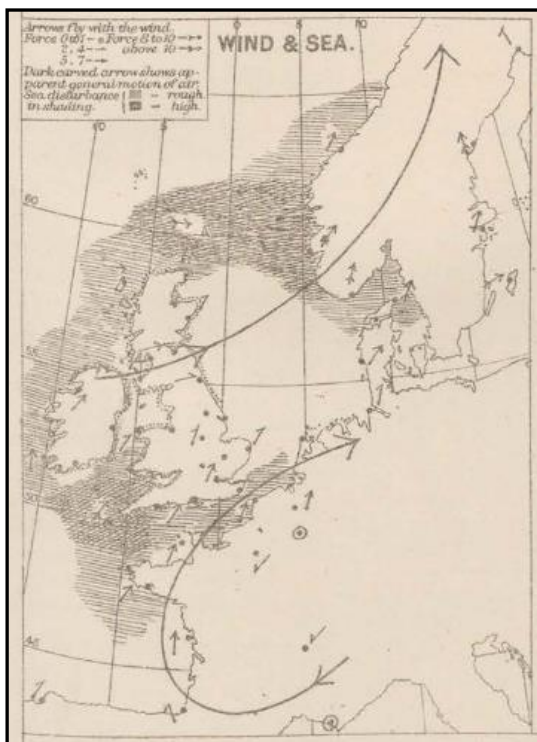 Arrows fly with the wind.
Force 0 to 1 Force 8 to 10
2, 4 above 10
5, 7
Dark curved arrow shows ap-
parent general motion of air.
Sea disturbance - rough
in shading. - high.
WIND & SEA.
0 5 10
10 5
60
55
50
45